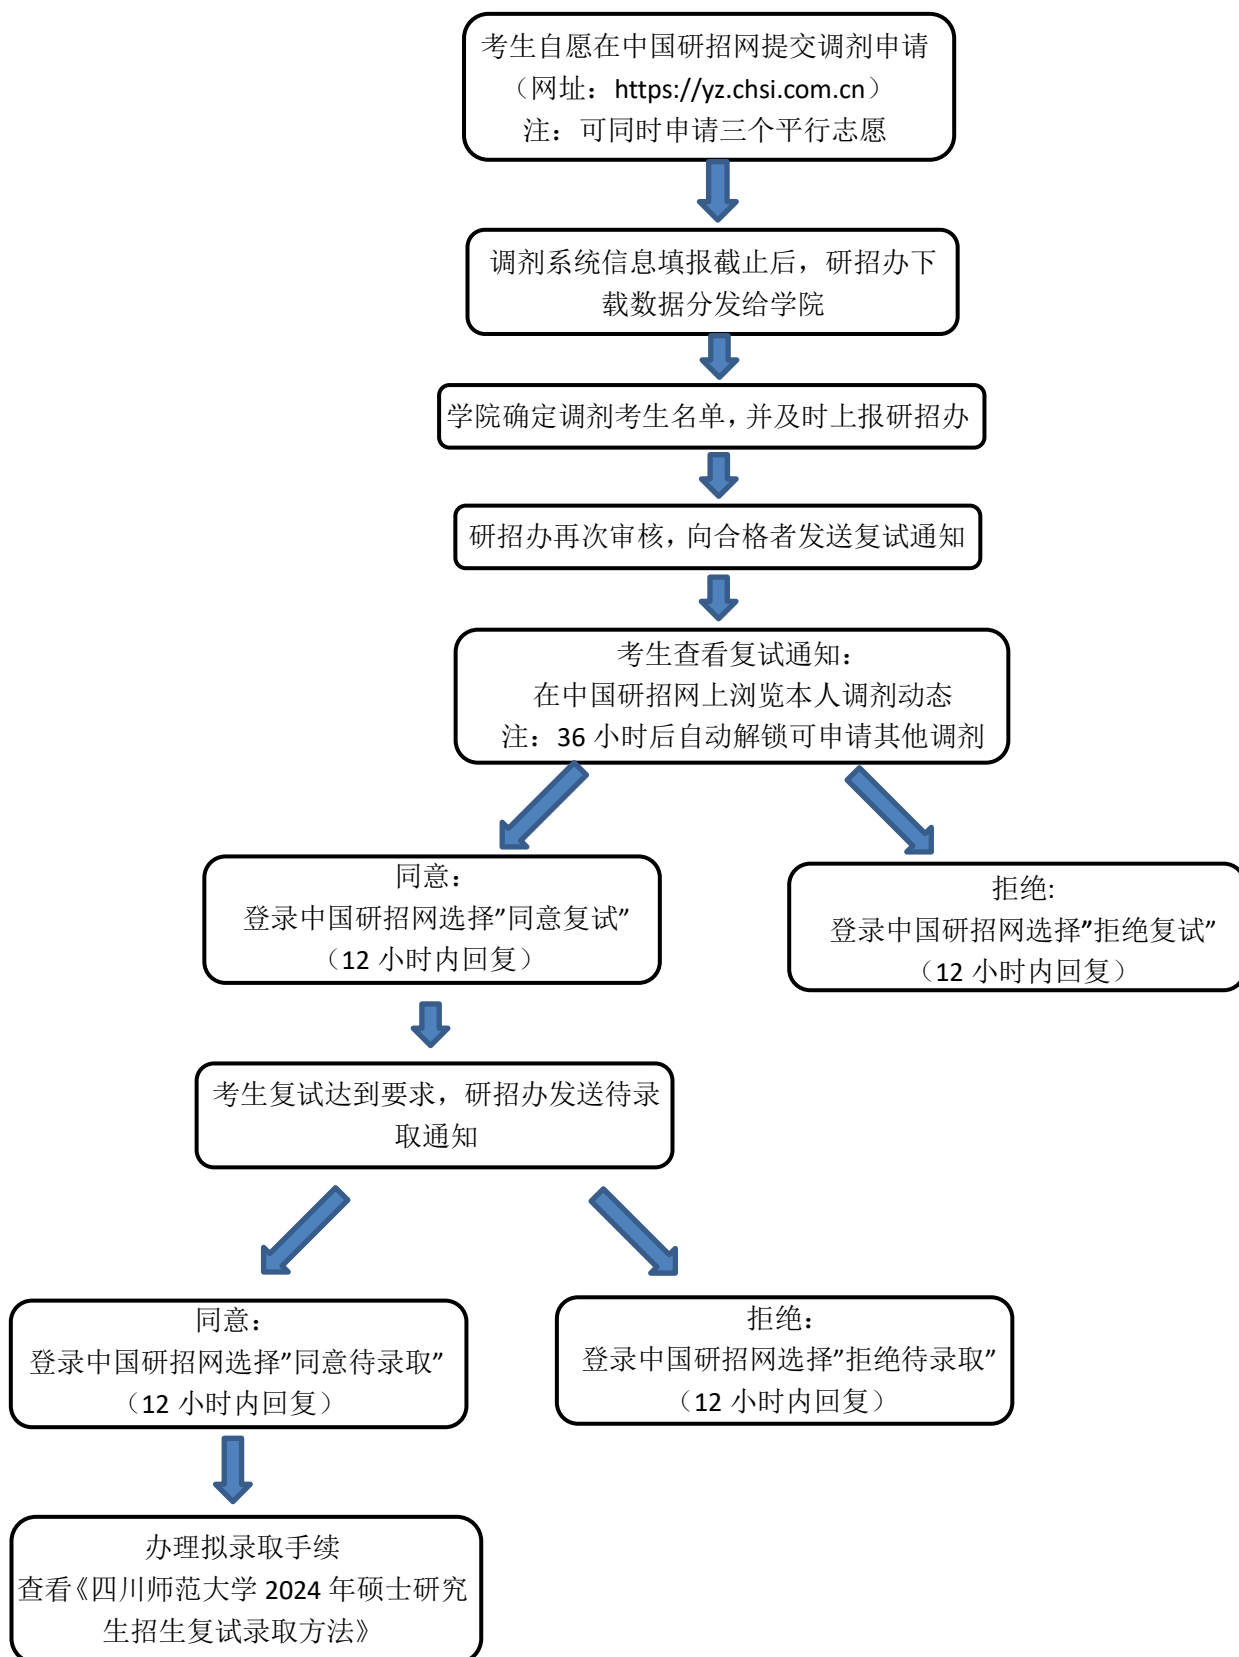 考生自愿在中国研招网提交调剂申请
（网址：https://yz.chsi.com.cn）
注：可同时申请三个平行志愿
调剂系统信息填报截止后，研招办下
载数据分发给学院
学院确定调剂考生名单，并及时上报研招办
研招办再次审核，向合格者发送复试通知
考生查看复试通知：
在中国研招网上浏览本人调剂动态
注：36 小时后自动解锁可申请其他调剂
同意：
登录中国研招网选择”同意复试”
（12 小时内回复）
拒绝:
登录中国研招网选择”拒绝复试”
（12 小时内回复）
考生复试达到要求，研招办发送待录
取通知
同意：
登录中国研招网选择”同意待录取”
（12 小时内回复）
拒绝：
登录中国研招网选择”拒绝待录取”
（12 小时内回复）
办理拟录取手续
查看《四川师范大学 2024 年硕士研究
生招生复试录取方法》